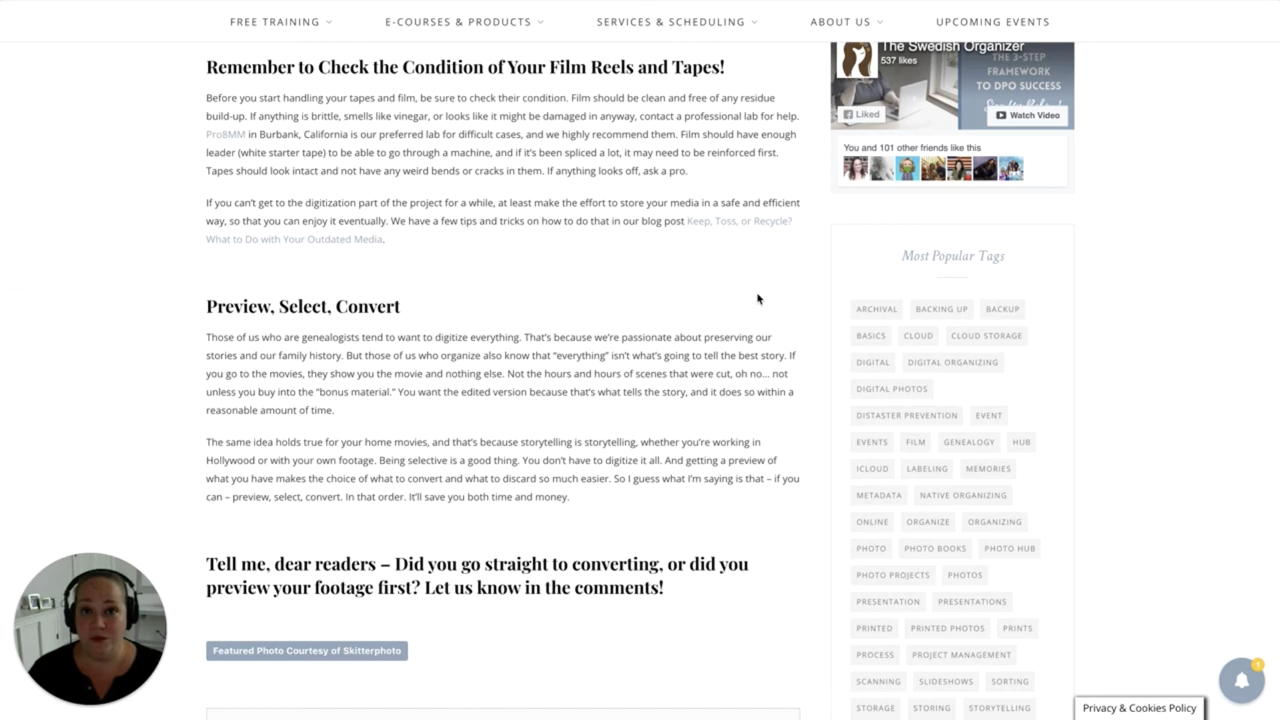 FREE TRAINING
E-COURSES & PRODUCTS
SERVICES & SCHEDULING
ABOUT US
UPCOMING EVENTS
Remember to Check the Condition of Your Film Reels and Tapes!
Before you start handling your tapes and film, be sure to check their condition. Film should be clean and free of any residue
build-up. If anything is brittle, smells like vinegar, or looks like it might be damaged in anyway, contact a professional lab for help.
Pro8MM in Burbank, California is our preferred lab for difficult cases, and we highly recommend them. Film should have enough
leader (white starter tape) to be able to go through a machine, and if it's been spliced a lot, it may need to be reinforced first.
Tapes should look intact and not have any weird bends or cracks in them. If anything looks off, ask a pro.
If you can't get to the digitization part of the project for a while, at least make the effort to store your media in a safe and efficient
way, so that you can enjoy it eventually. We have a few tips and tricks on how to do that in our blog post Keep, Toss, or Recycle?
What to Do with Your Outdated Media.
Preview, Select, Convert
Those of us who are genealogists tend to want to digitize everything. That's because we're passionate about preserving our
stories and our family history. But those of us who organize also know that "everything" isn't what's going to tell the best story. If
you go to the movies, they show you the movie and nothing else. Not the hours and hours of scenes that were cut, oh no... not
unless you buy into the "bonus material." You want the edited version because that's what tells the story, and it does so within a
reasonable amount of time.
The same idea holds true for your home movies, and that's because storytelling is storytelling, whether you're working in
Hollywood or with your own footage. Being selective is a good thing. You don't have to digitize it all. And getting a preview of
what you have makes the choice of what to convert and what to discard so much easier. So I guess what I'm saying is that – if you
can – preview, select, convert. In that order. It'll save you both time and money.
Tell me, dear readers – Did you go straight to converting, or did you
preview your footage first? Let us know in the comments!
Featured Photo Courtesy of Skitterphoto
The Swedish Organizer
537 likes
THE 3-STEP
FRAMEWORK
TO DPO SUCCESS
Liked
Watch Video
You and 101 other friends like this
Most Popular Tags
ARCHIVAL BACKING UP BACKUP
BASICS CLOUD CLOUD STORAGE
DIGITAL DIGITAL ORGANIZING
DIGITAL PHOTOS
DISTASTER PREVENTION EVENT
EVENTS FILM GENEALOGY HUB
ICLOUD LABELING MEMORIES
METADATA NATIVE ORGANIZING
ONLINE ORGANIZE ORGANIZING
PHOTO PHOTO BOOKS PHOTO HUB
PHOTO PROJECTS PHOTOS
PRESENTATION PRESENTATIONS
PRINTED PRINTED PHOTOS PRINTS
PROCESS PROJECT MANAGEMENT
SCANNING SLIDESHOWS SORTING
STORAGE STORING STORYTELLING
1
Privacy & Cookies Policy